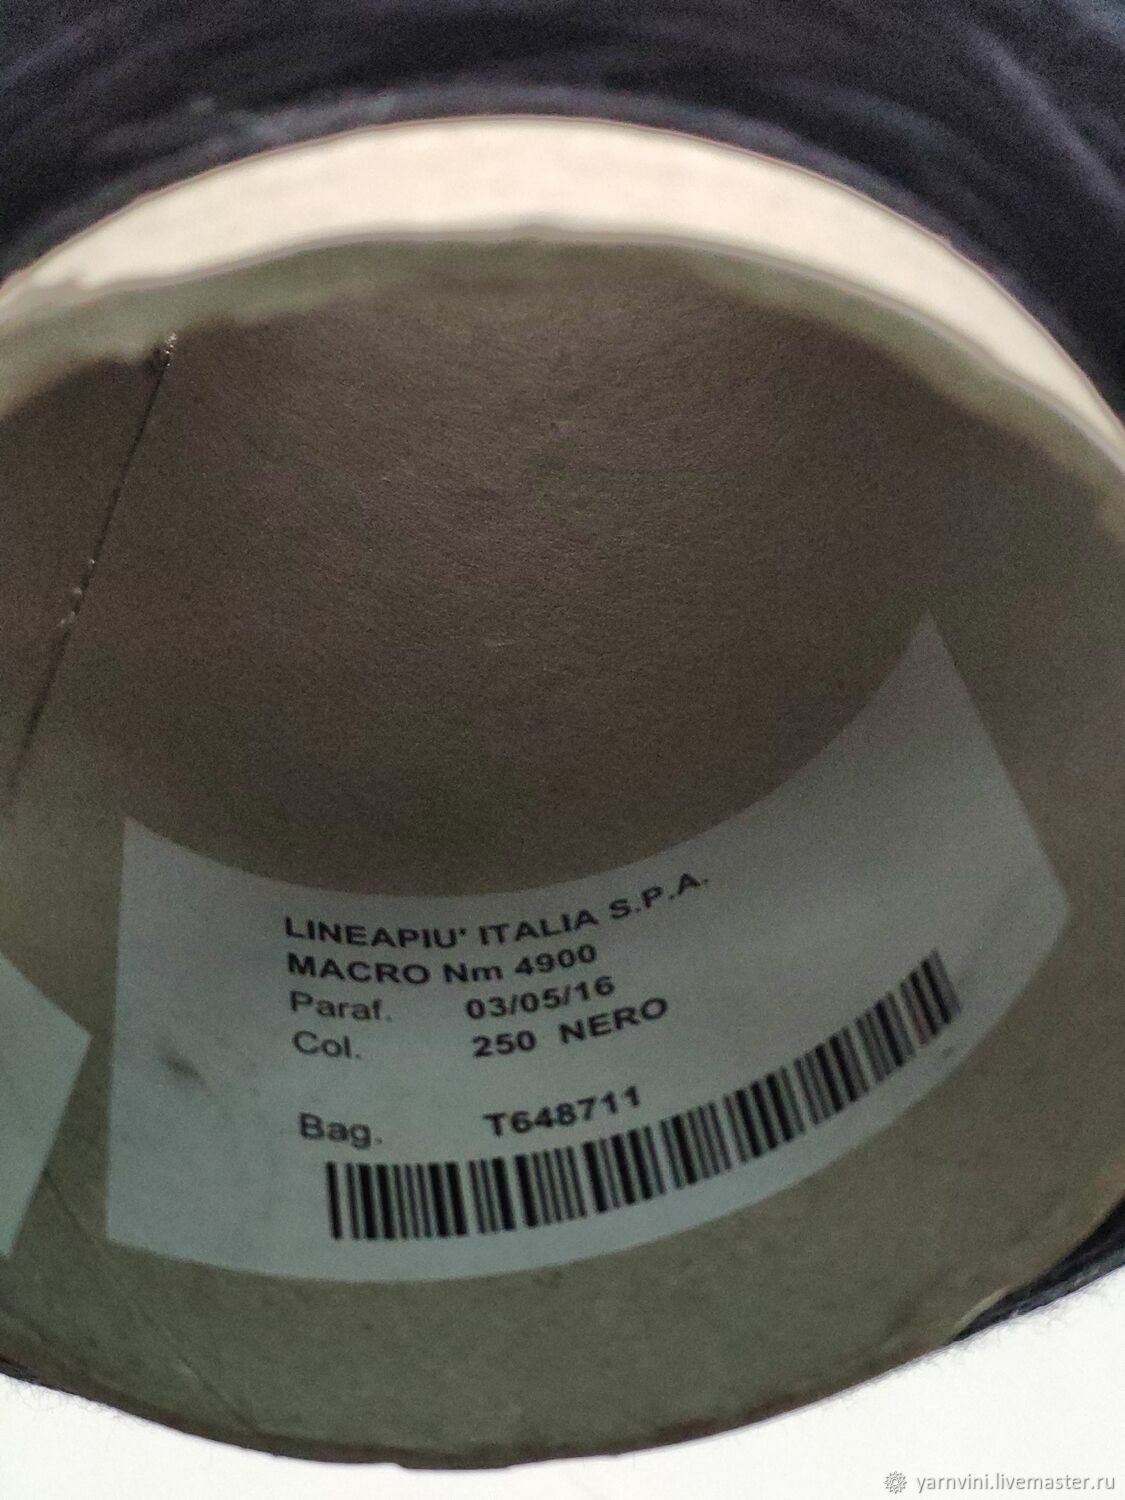 LINEAPIU' ITALIA S.P.A.
MACRO Nm 4900
Paraf. 03/05/16
Col. 250 NERO
Bag. T648711
yarnvini.livemaster.ru